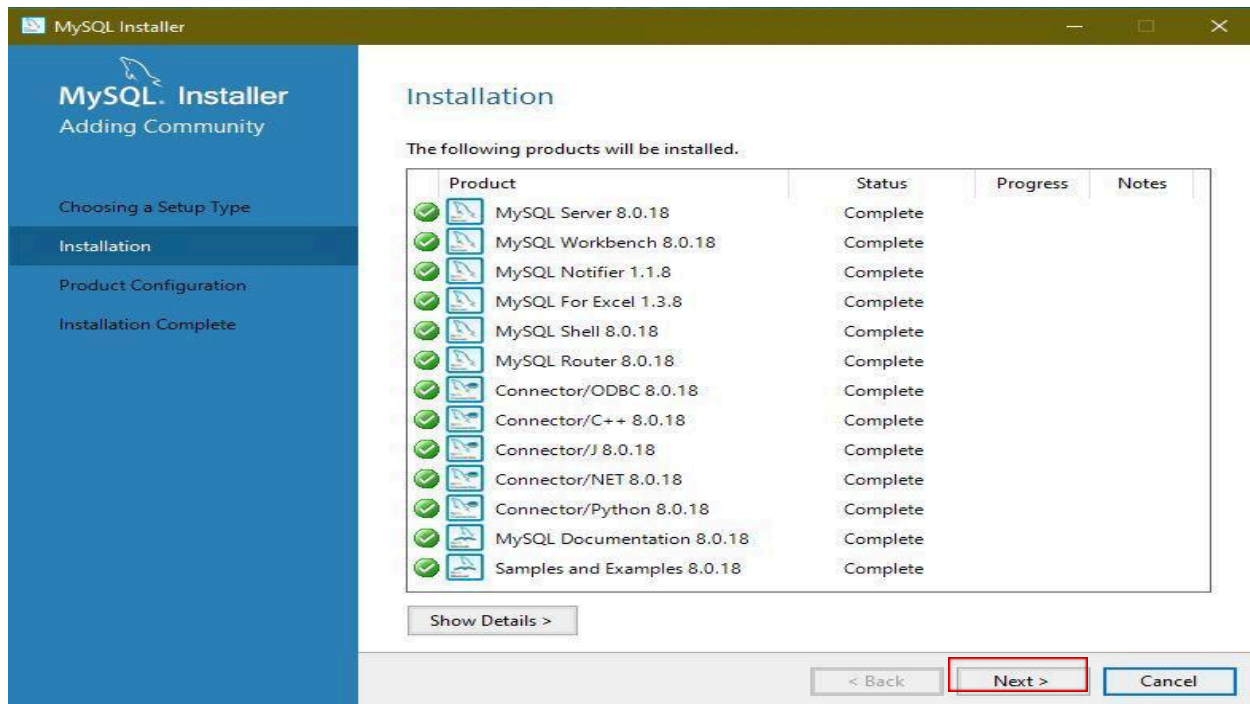 MySQL Installer
MySQL. Installer
Adding Community
Choosing a Setup Type
Installation
Product Configuration
Installation Complete
Installation
The following products will be installed.
Product Status Progress Notes
MySQL Server 8.0.18 Complete
MySQL Workbench 8.0.18 Complete
MySQL Notifier 1.1.8 Complete
MySQL For Excel 1.3.8 Complete
MySQL Shell 8.0.18 Complete
MySQL Router 8.0.18 Complete
Connector/ODBC 8.0.18 Complete
Connector/C++ 8.0.18 Complete
Connector/J 8.0.18 Complete
Connector/NET 8.0.18 Complete
Connector/Python 8.0.18 Complete
MySQL Documentation 8.0.18 Complete
Samples and Examples 8.0.18 Complete
Show Details >
< Back Next > Cancel